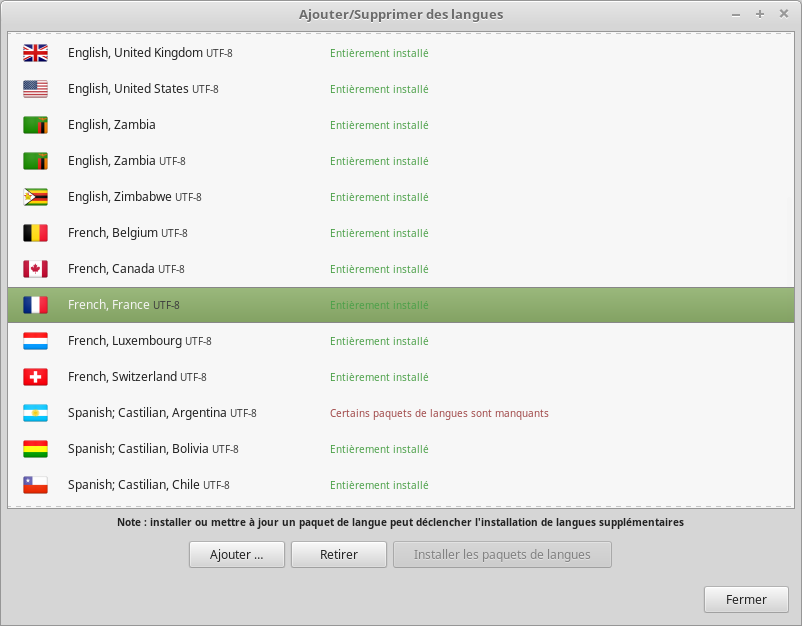 Ajouter/Supprimer des langues
English, United Kingdom UTF-8 Entièrement installé
English, United States UTF-8 Entièrement installé
English, Zambia Entièrement installé
English, Zambia UTF-8 Entièrement installé
English, Zimbabwe UTF-8 Entièrement installé
French, Belgium UTF-8 Entièrement installé
French, Canada UTF-8 Entièrement installé
French, France UTF-8 Entièrement installé
French, Luxembourg UTF-8 Entièrement installé
French, Switzerland UTF-8 Entièrement installé
Spanish; Castilian, Argentina UTF-8 Certains paquets de langues sont manquants
Spanish; Castilian, Bolivia UTF-8 Entièrement installé
Spanish; Castilian, Chile UTF-8 Entièrement installé
Note : installer ou mettre à jour un paquet de langue peut déclencher l'installation de langues supplémentaires
Ajouter ... Retirer Installer les paquets de langues
Fermer